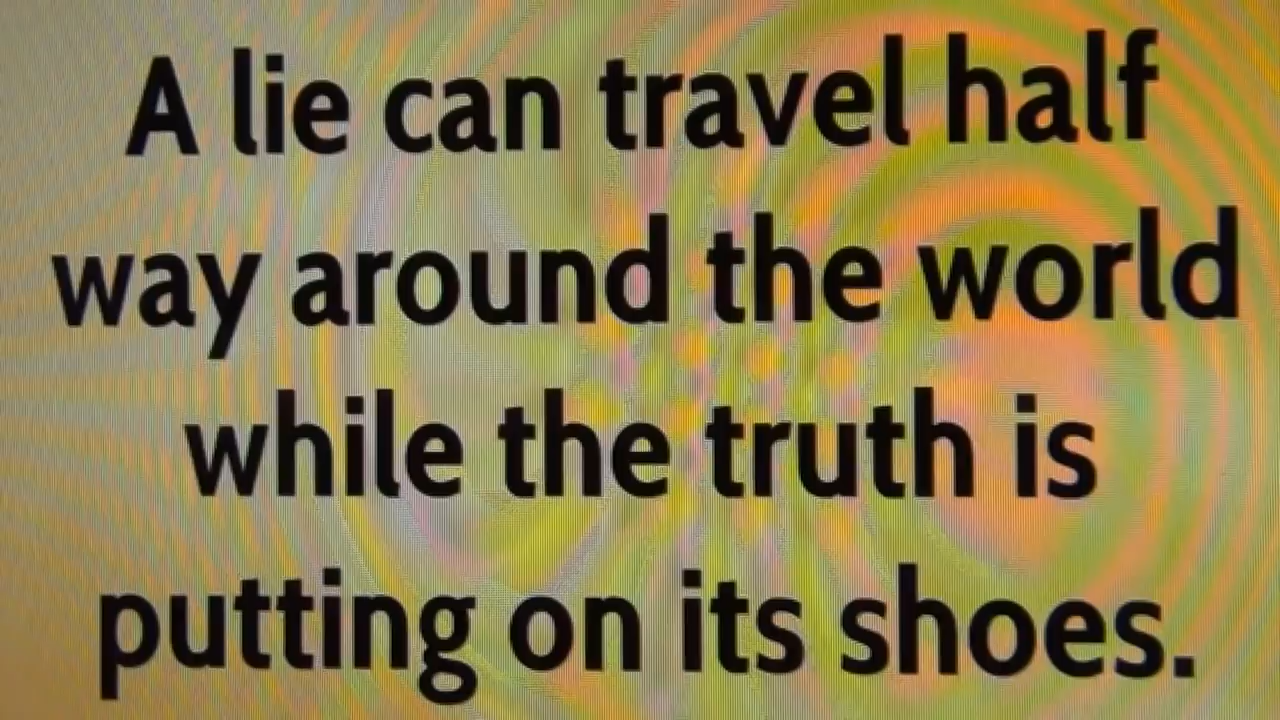 A lie can travel half
way around the world
while the truth is
putting on its shoes.